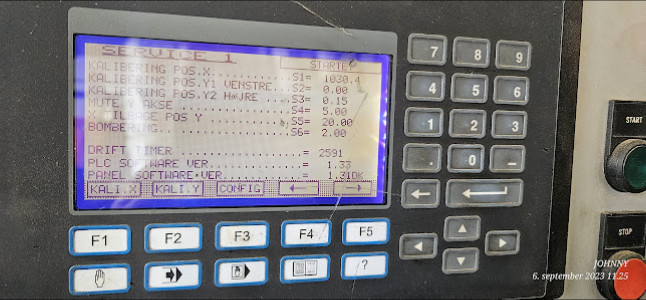 SERVICE 1
STARTE
KALIBERING POS.X...............S1= 1030.4
KALIBERING POS.Y1 VENSTRE...S2= 0.00
KALIBERING POS.Y2 HØJRE ...S3= 0.15
MUTE Y AKSE ...............S4= 5.00
X TILBAGE POS Y ..........S5= 20.00
BOMBERING.................S6= 2.00
DRIFT TIMER ................= 2591
PLC SOFTWARE VER............= 1.33
PANEL SOFTWARE VER..........= 1.31DK
KALI.X KALI.Y CONFIG ← →
F1 F2 F3 F4 F5
?
7 8 9
4 5 6
1 2 3
. 0 –
START
STOP
JOHNNY
6. september 2023 11.25